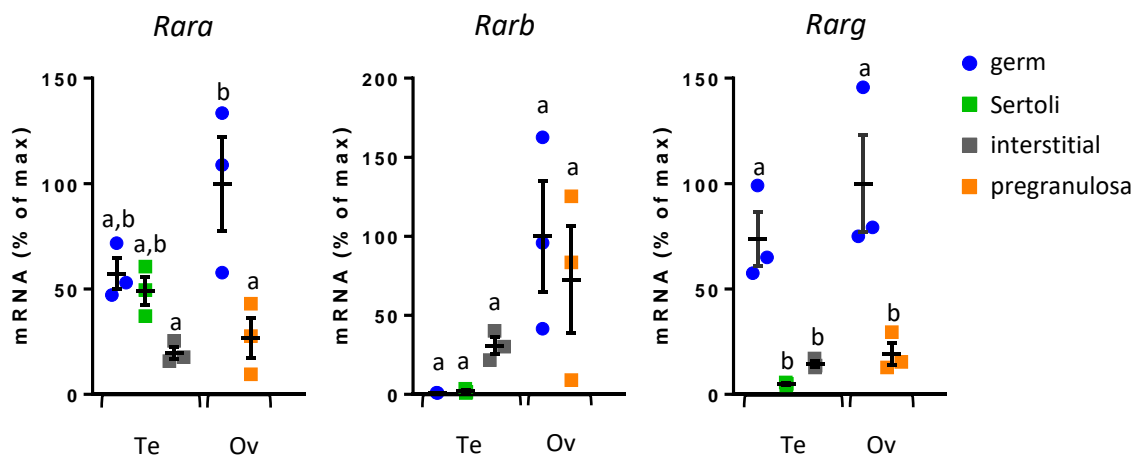 Rara
mRNA (% of max)
150
100
50
0
a,b
a,b
a
b
a
Te
Ov
Rarb
mRNA (% of max)
200
150
100
50
0
a
a
a
a
a
Te
Ov
Rarg
mRNA (% of max)
150
100
50
0
a
b
b
a
b
Te
Ov
germ
Sertoli
interstitial
pregranulosa